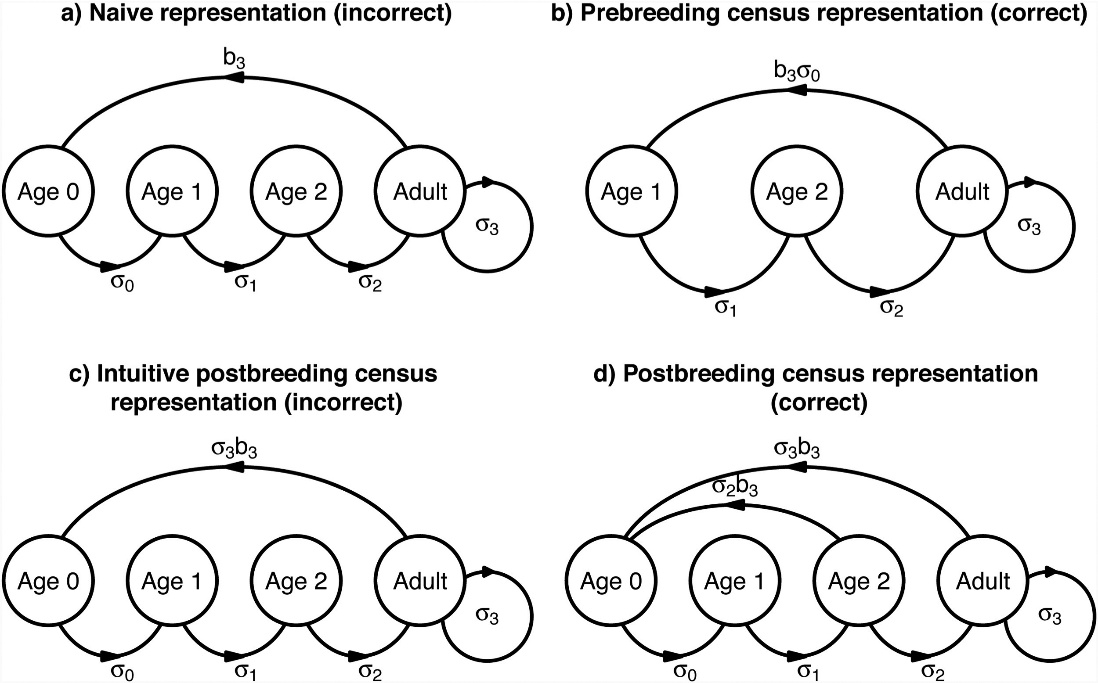 a) Naive representation (incorrect)
b₃
Age 0
Age 1
Age 2
Adult
σ₃
σ₀
σ₁
σ₂
b) Prebreeding census representation (correct)
b₃σ₀
Age 1
Age 2
Adult
σ₃
σ₁
σ₂
c) Intuitive postbreeding census
representation (incorrect)
σ₃b₃
Age 0
Age 1
Age 2
Adult
σ₃
σ₀
σ₁
σ₂
d) Postbreeding census representation
(correct)
σ₃b₃
σ₂b₃
Age 0
Age 1
Age 2
Adult
σ₃
σ₀
σ₁
σ₂